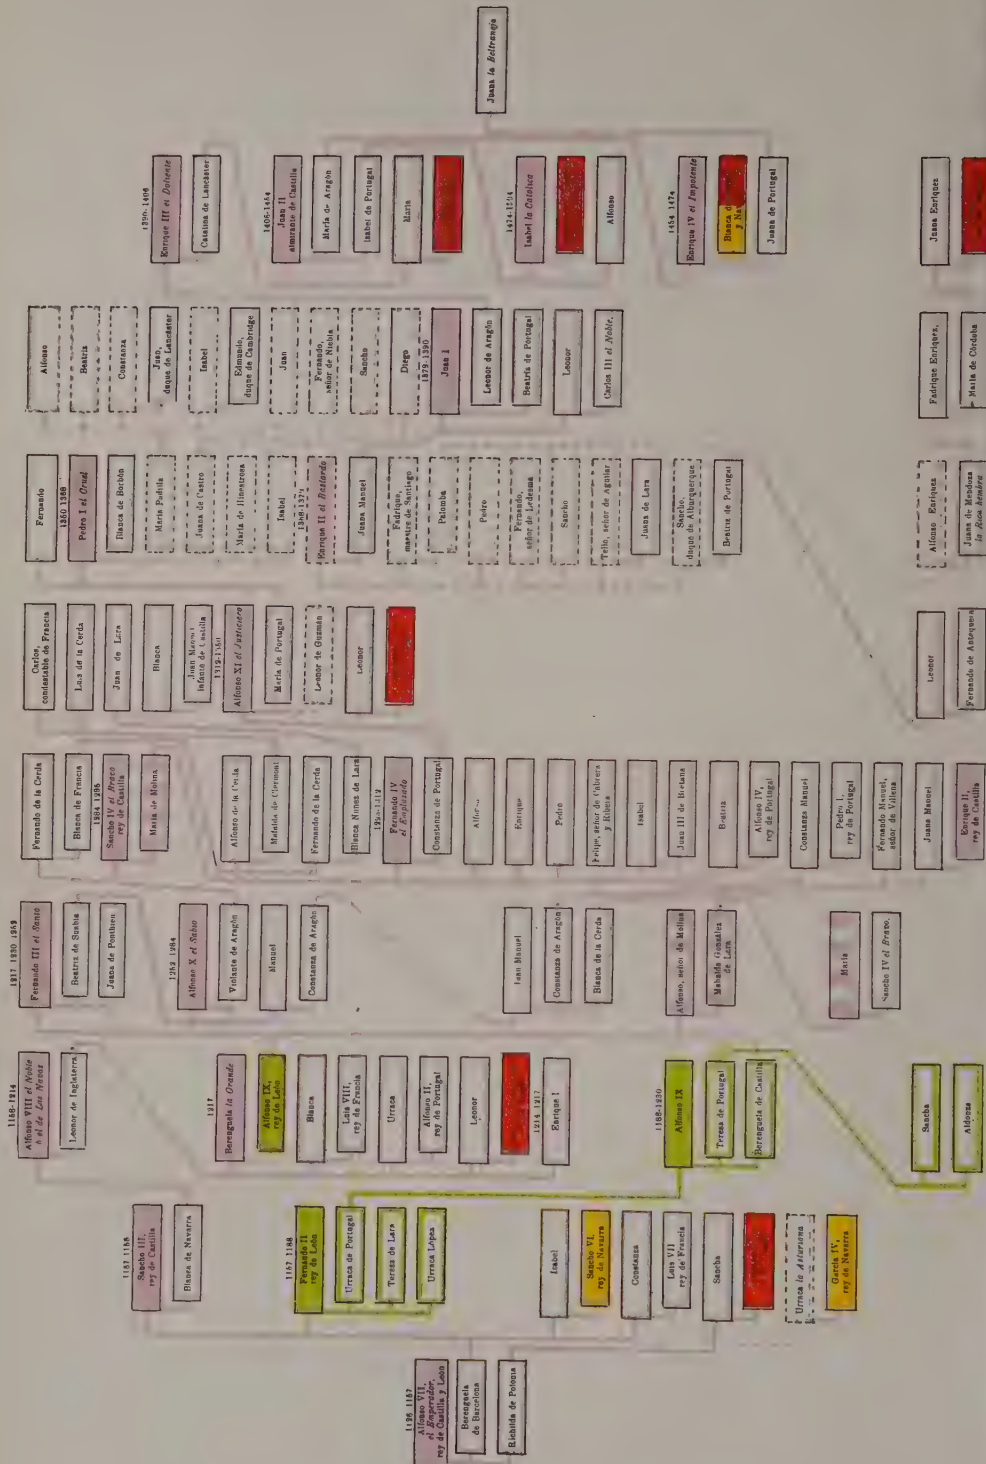 1126 1157
Alfonso VII,
el Emperador,
rey de Castilla y León
Berenguela
de Barcelona
Richilda de Polonia
1157 1158
Sancho III,
rey de Castilla
Blanca de Navarra
1157 1188
Fernando II
rey de León
Urraca de Portugal
Teresa de Lara
Urraca López
Isabel
Sancho VI,
rey de Navarra
Constanza
Luis VII
rey de Francia
Sancha
Urraca la Asturiana
García IV,
rey de Navarra
1158-1214
Alfonso VIII el Noble
o el de Las Navas
Leonor de Inglaterra
1217
Berenguela la Grande
Alfonso IX,
rey de León
Blanca
Luis VIII,
rey de Francia
Urraca
Alfonso II,
rey de Portugal
Leonor
1214 1217
Enrique I
1188-1230
Alfonso IX
Teresa de Portugal
Berenguela de Castilla
Sancha
Aldonza
Fernando III el Santo
Beatriz de Suabia
Juana de Ponthieu
1252 1284
Alfonso X el Sabio
Violante de Aragón
Manuel
Constanza de Aragón
Juan Manuel
Constanza de Aragón
Blanca de la Cerda
Alfonso, señor de Molina
Mahalda González
de Lara
María
Sancho IV el Bravo.
Fernando de la Cerda
Blanca de Francia
1284 1295
Sancho IV el Bravo
rey de Castilla
María de Molina
Alfonso de la Cerda
Matalda de Clermont
Fernando de la Cerda
Blanca Nunes de Lara
Fernando IV
el Emplazado
Constanza de Portugal
Enrique
Pedro
Felipe, señor de Cabrera
y Ribera
Isabel
Juan III de Bretana
Beatriz
Alfonso IV,
rey de Portugal
Constanza Manuel
Pedro I,
rey de Portugal
Fernando Manuel,
señor de Villena
Juana Manuel
Enrique II,
rey de Castilla
Carlos,
condestable de Francia
Luis de la Cerda
Juan de Lara
Blanca
Juan Manuel
infante de Castilla
1312-1350
Alfonso XI el Justiciero
María de Portugal
Leonor de Guzmán
Leonor
Leonor
Fernando de Antequera
Fernando
1350 1368
Pedro I el Cruel
Blanca de Borbón
María Padilla
Juana de Castro
María de Hinestrosa
Isabel
Enrique II el Bastardo
Juana Manuel
Fadrique,
maestre de Santiago
Palomba
Pedro
Fernando,
señor de Ledesma
Sancho
Tello, señor de Aguilar
Juana de Lara
Sancho,
duque de Albuquerque
Beatriz de Portugal
Alfonso Enríquez
Juana de Mendoza
la Rica Hembra
Alfonso
Beatriz
Constanza
Juan,
duque de Lancáster
Isabel
Edmundo,
duque de Cambridge
Juan
Fernando,
señor de Niebla
Sancho
Diego
1379-1390
Juan I
Leonor de Aragón
Beatriz de Portugal
Leonor
Carlos III el Noble.
Fadrique Enríquez,
María de Córdoba
1390-1406
Enrique III el Doliente
Catalina de Lancáster
1406-1454
Juan II
almirante de Castilla
María de Aragón
Isabel de Portugal
María
1474-1504
Isabel la Católica
Alfonso
1454-1474
Enrique IV el Impotente
Juana de Portugal
Juana Enríquez
Juana la Beltraneja